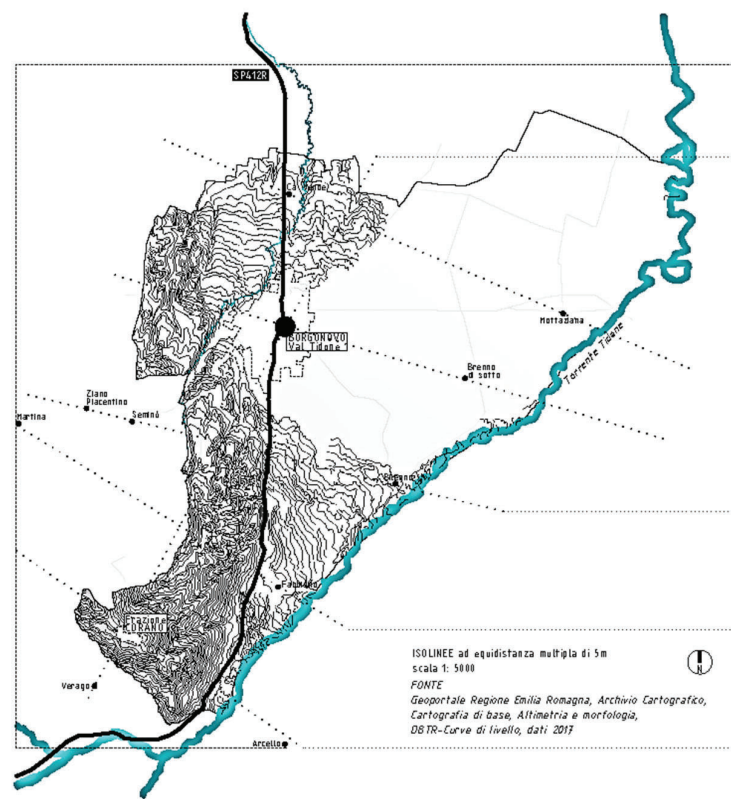 SP412R
BORGONOVO
Val Tidone
Mottaziana
Torrente Tidone
Brenno
di sotto
Ziano
Piacentino
Seminò
Martina
Fabbiano
Frazione
CORANO
Verago
Arcello
ISOLINEE ad equidistanza multipla di 5m
scala 1: 5000
FONTE
Geoportale Regione Emilia Romagna, Archivio Cartografico,
Cartografia di base, Altimetria e morfologia,
DBTR-Curve di livello, dati 2017
N